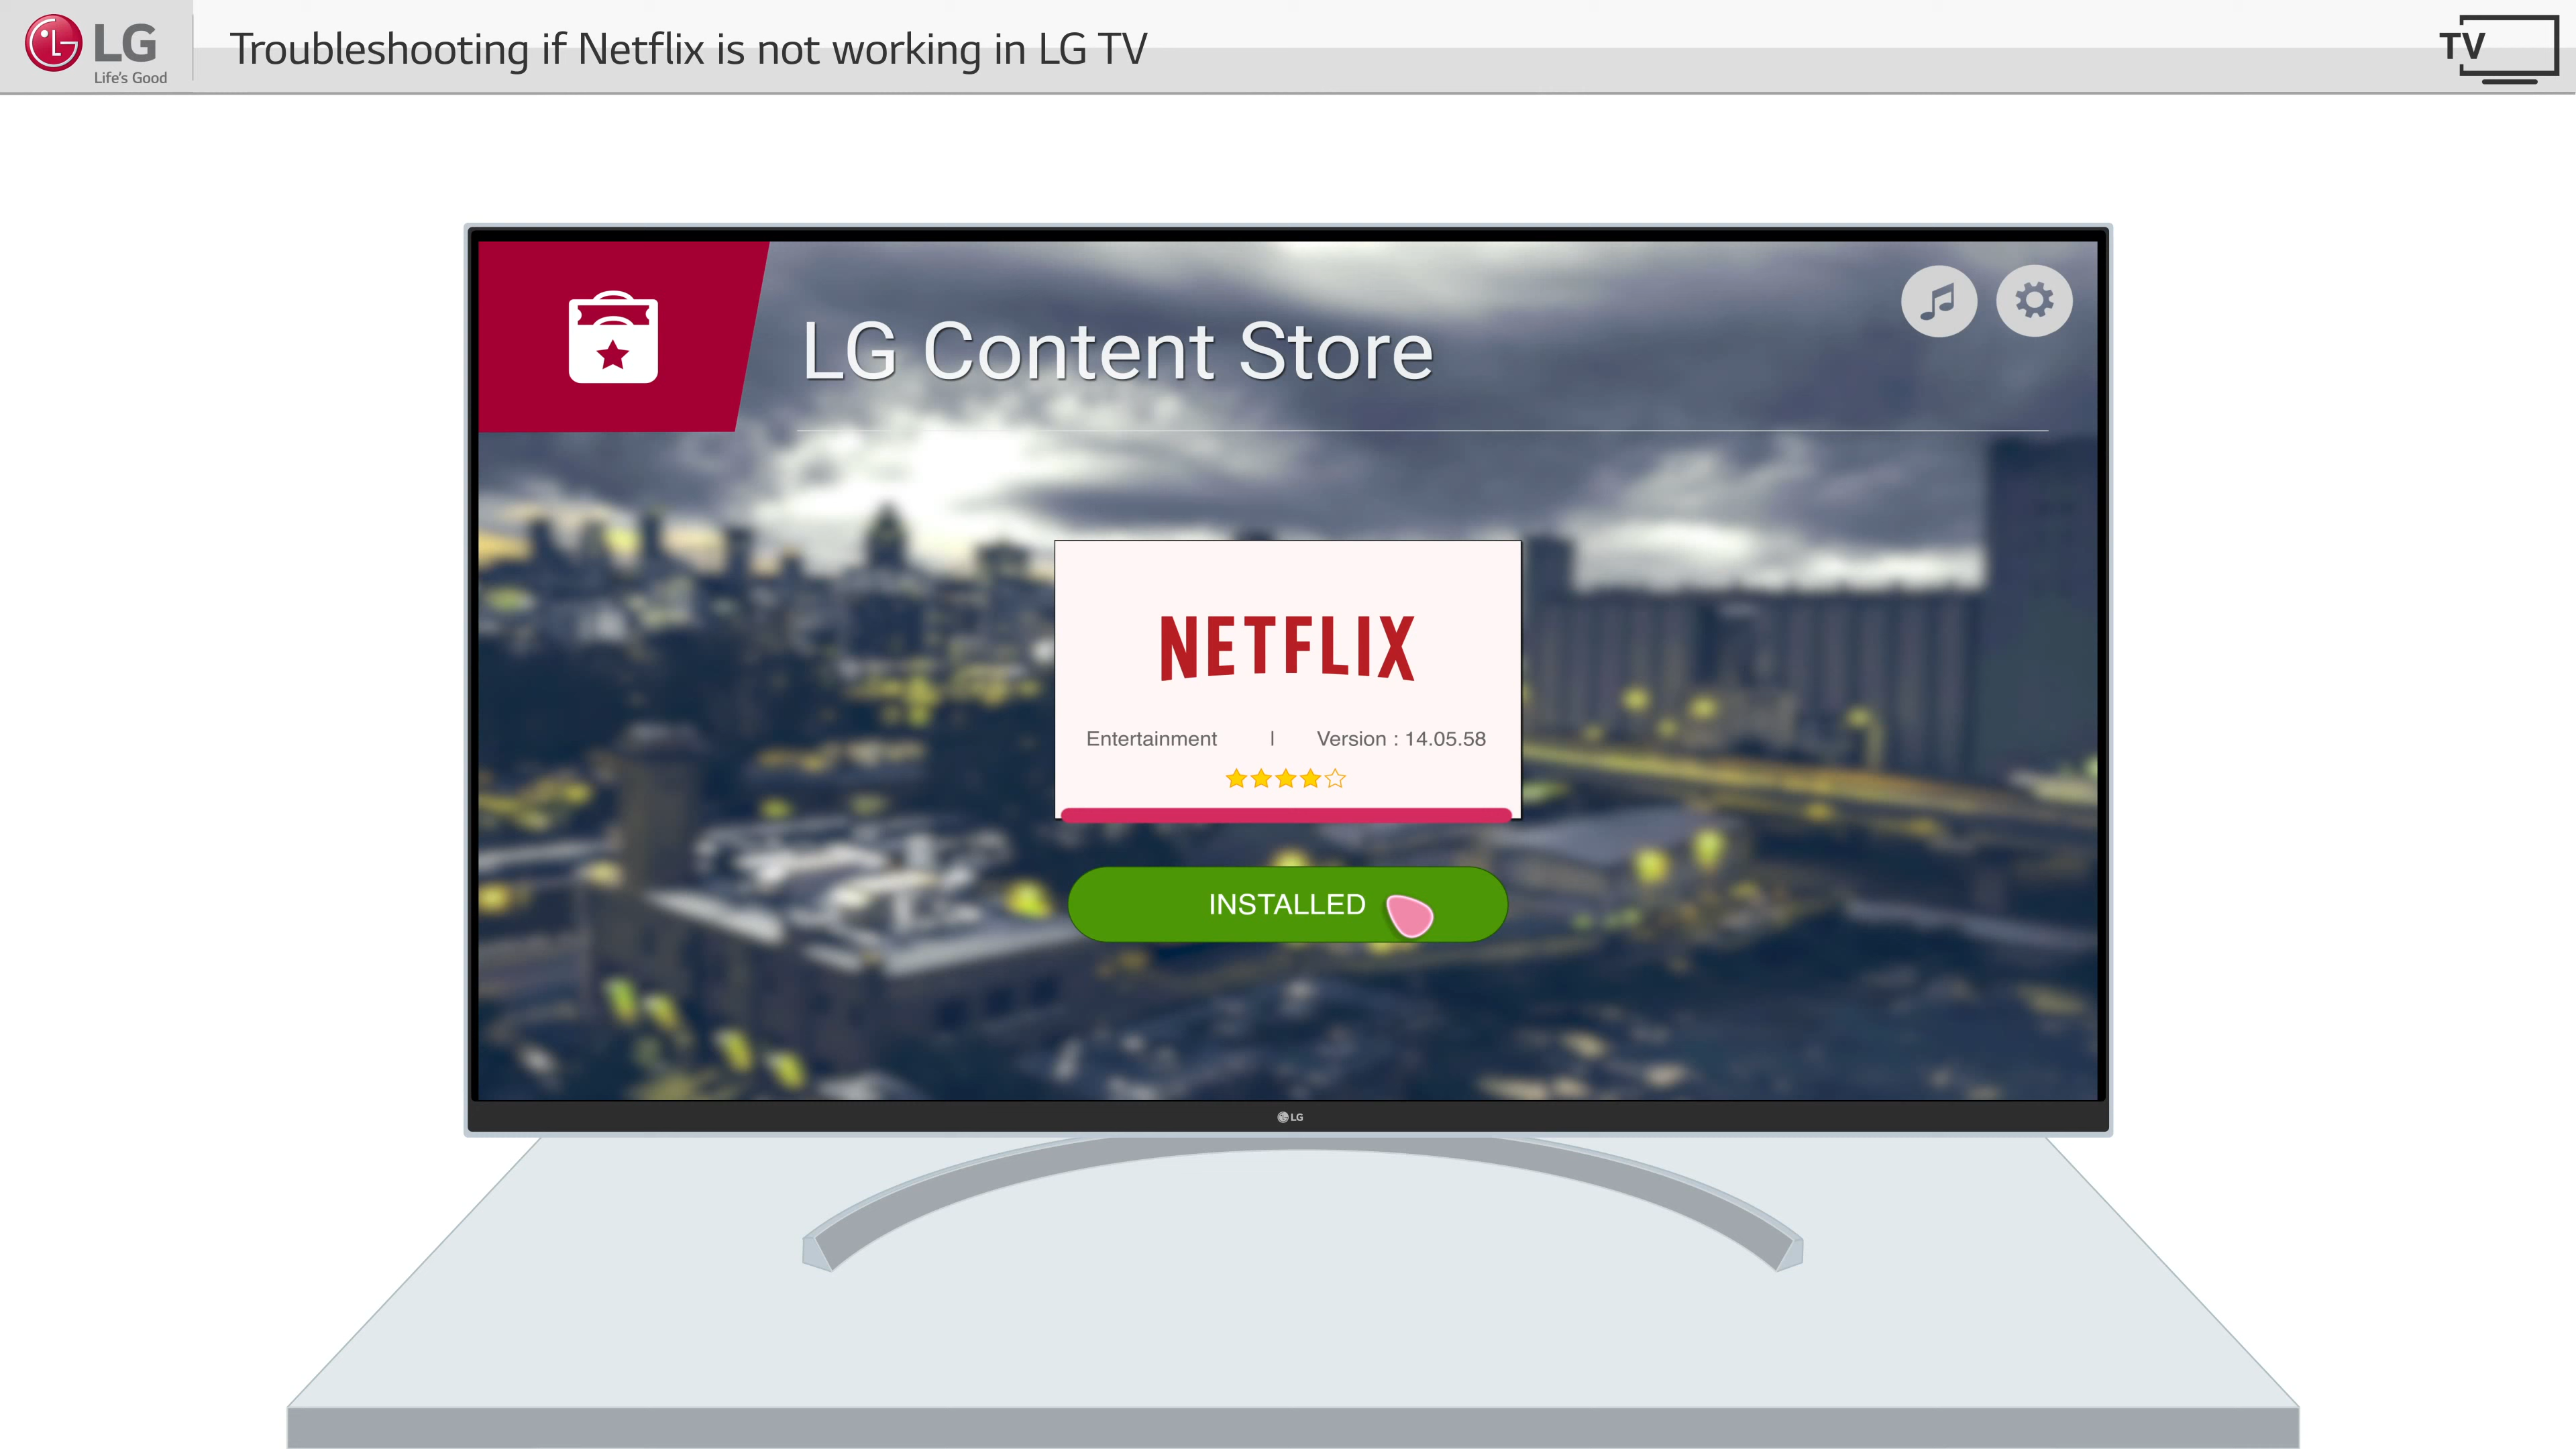 LG
Life's Good
Troubleshooting if Netflix is not working in LG TV
TV
LG Content Store
NETFLIX
Entertainment | Version : 14.05.58
INSTALLED
LG